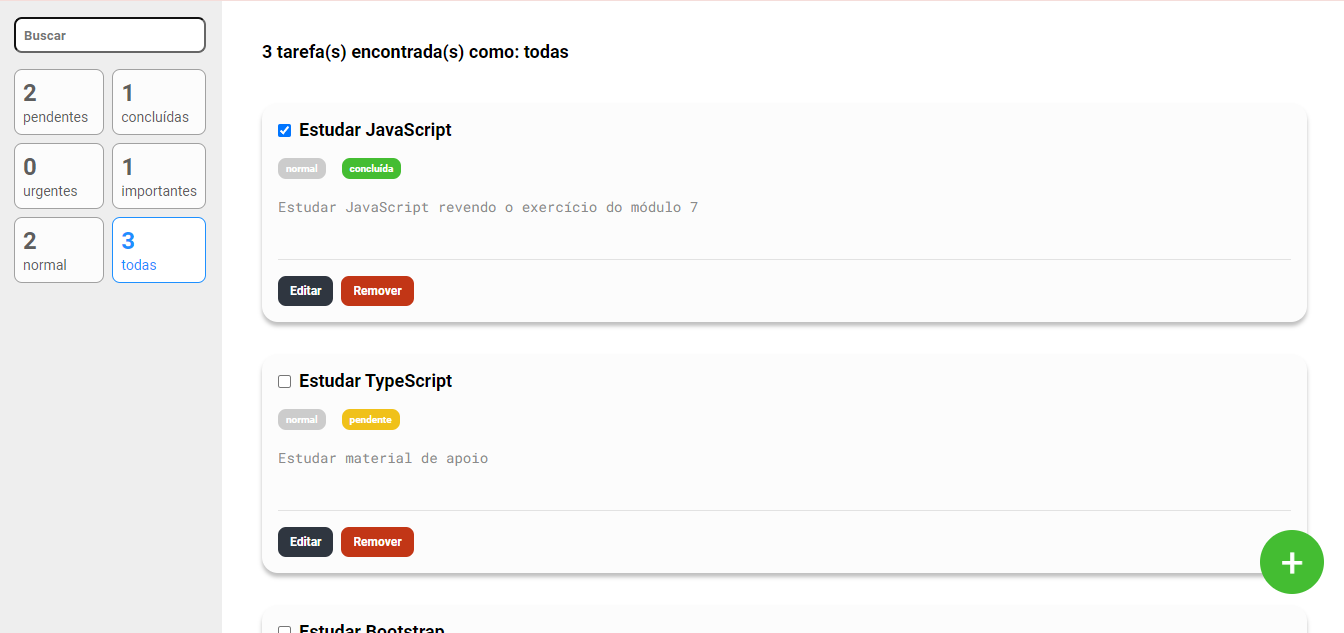 Buscar
2
pendentes
1
concluídas
0
urgentes
1
importantes
2
normal
3
todas
3 tarefa(s) encontrada(s) como: todas
Estudar JavaScript
normal concluída
Estudar JavaScript revendo o exercício do módulo 7
Editar Remover
Estudar TypeScript
normal pendente
Estudar material de apoio
Editar Remover
+
Estudar Bootstrap